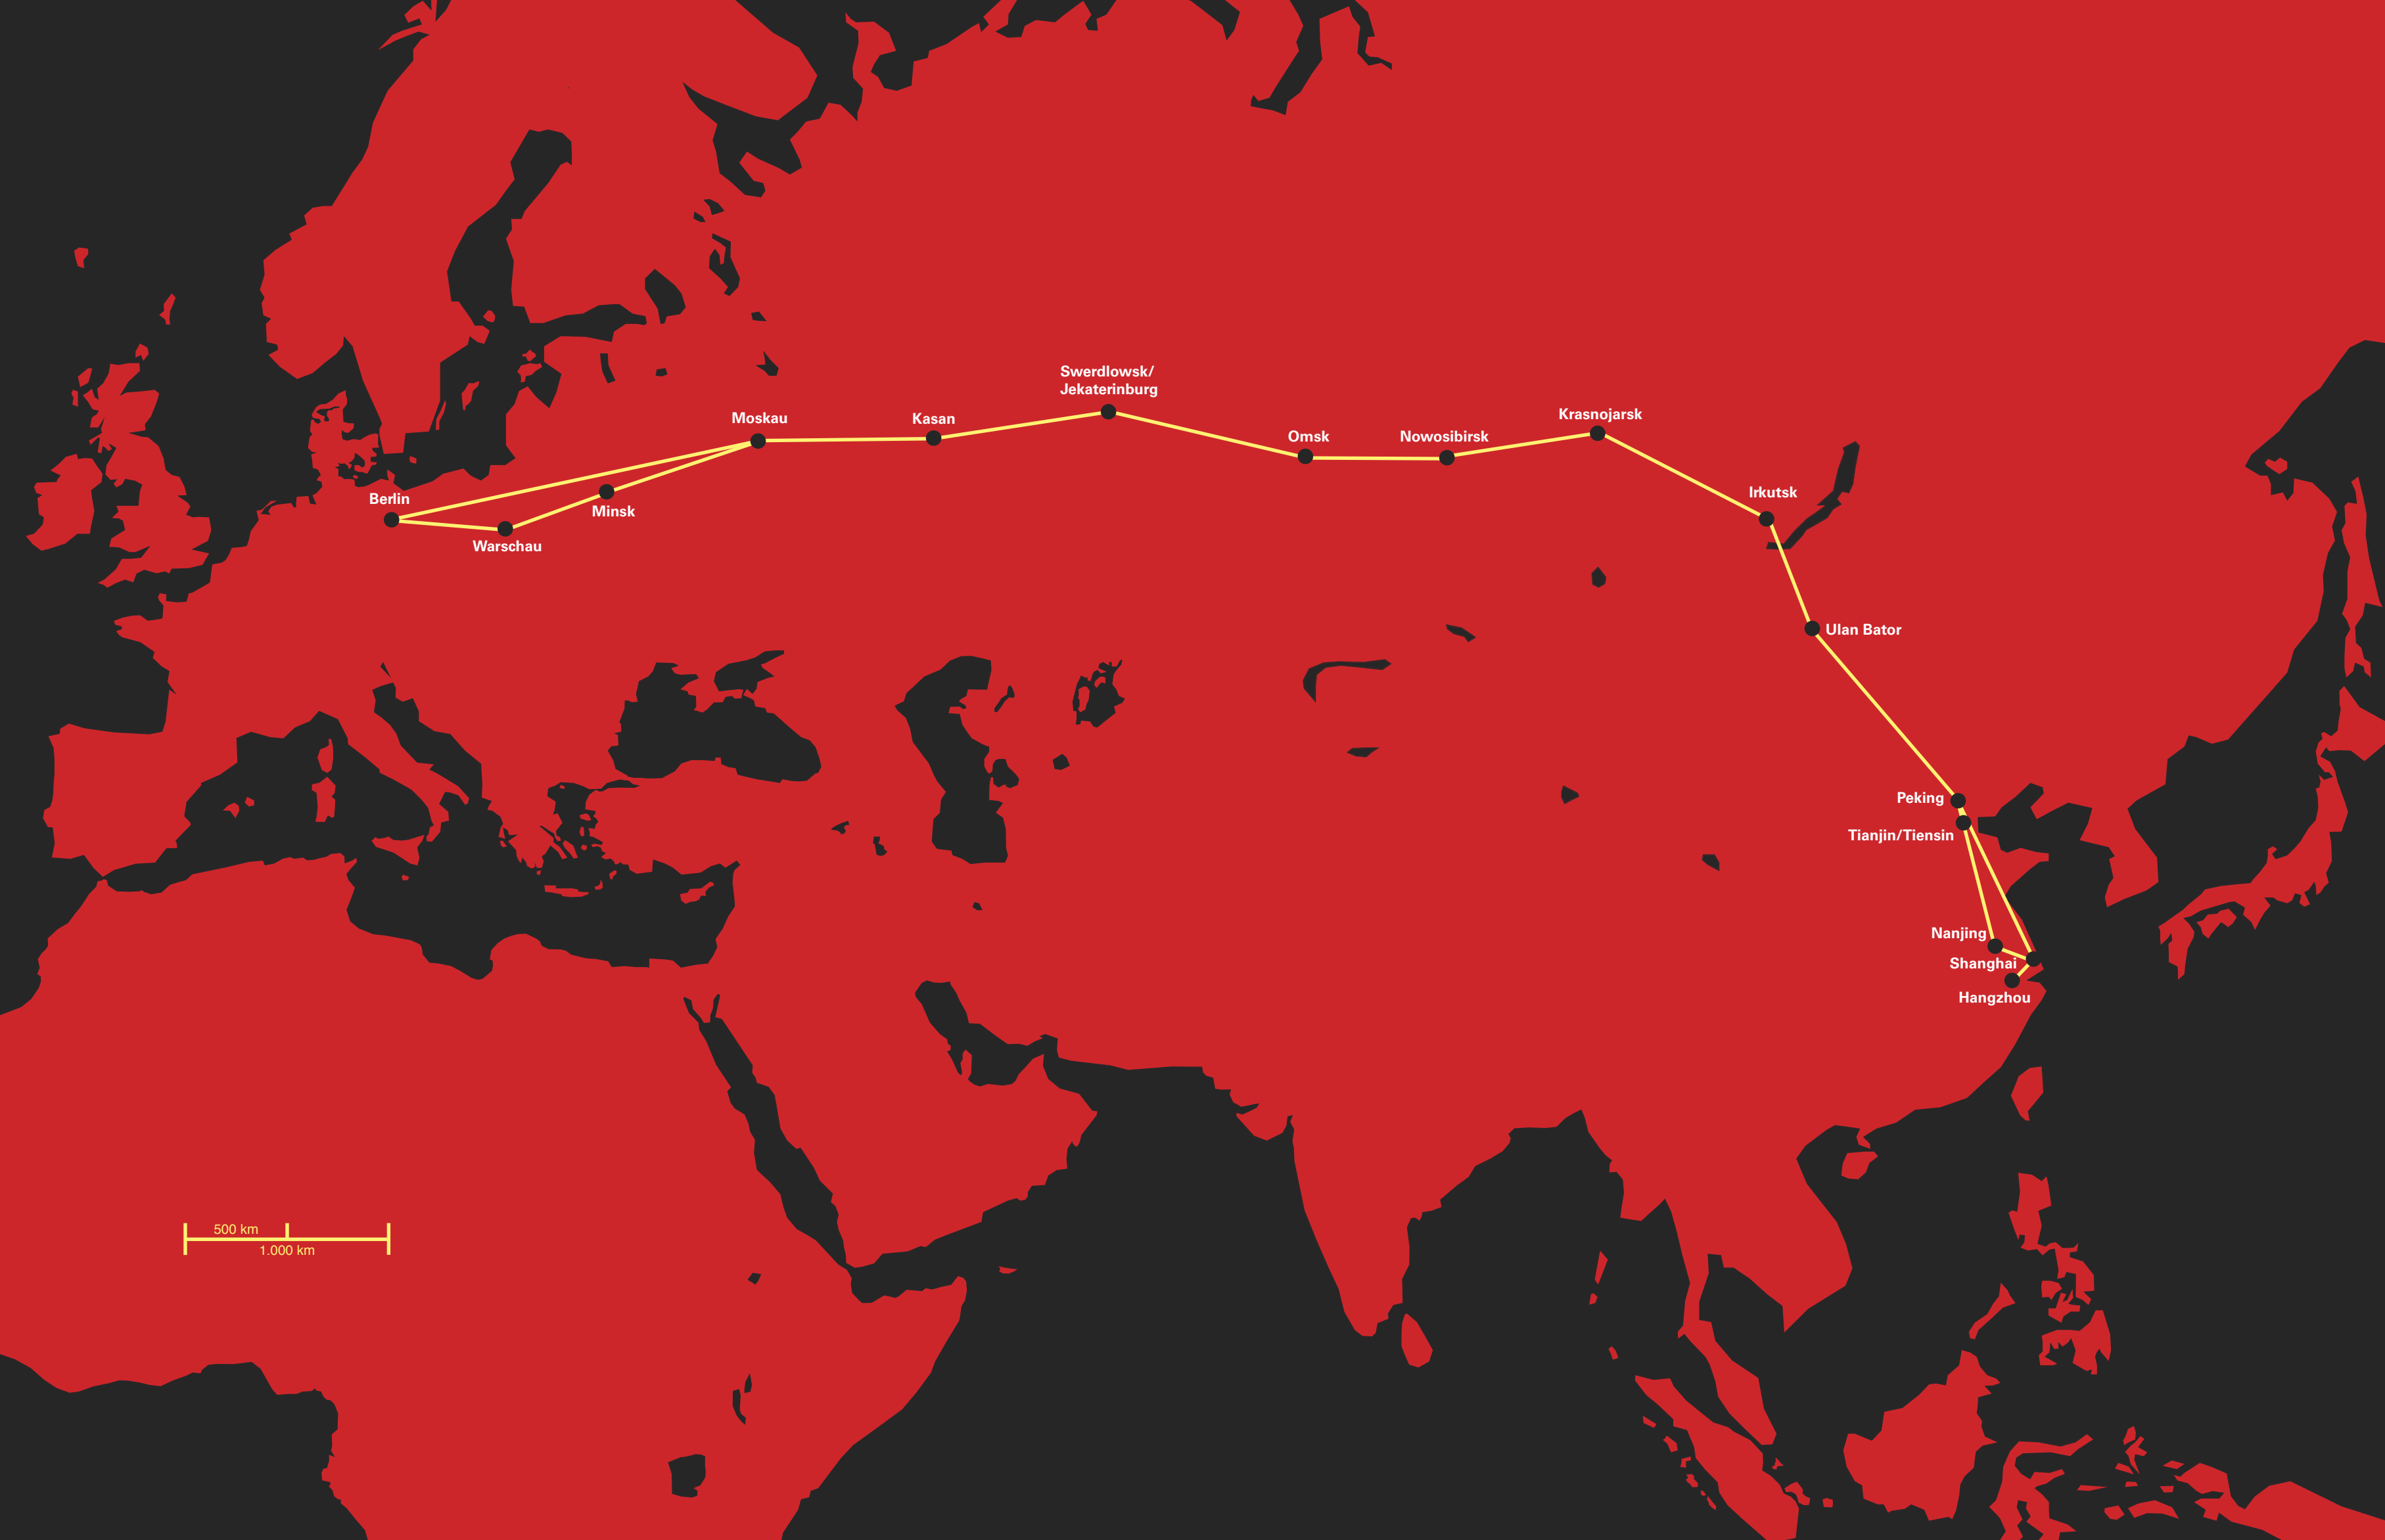 Swerdlowsk/
Jekaterinburg
Moskau
Kasan
Krasnojarsk
Omsk
Nowosibirsk
Berlin
Irkutsk
Minsk
Warschau
Ulan Bator
Peking
Tianjin/Tiensin
Nanjing
Shanghai
Hangzhou
500 km
1.000 km